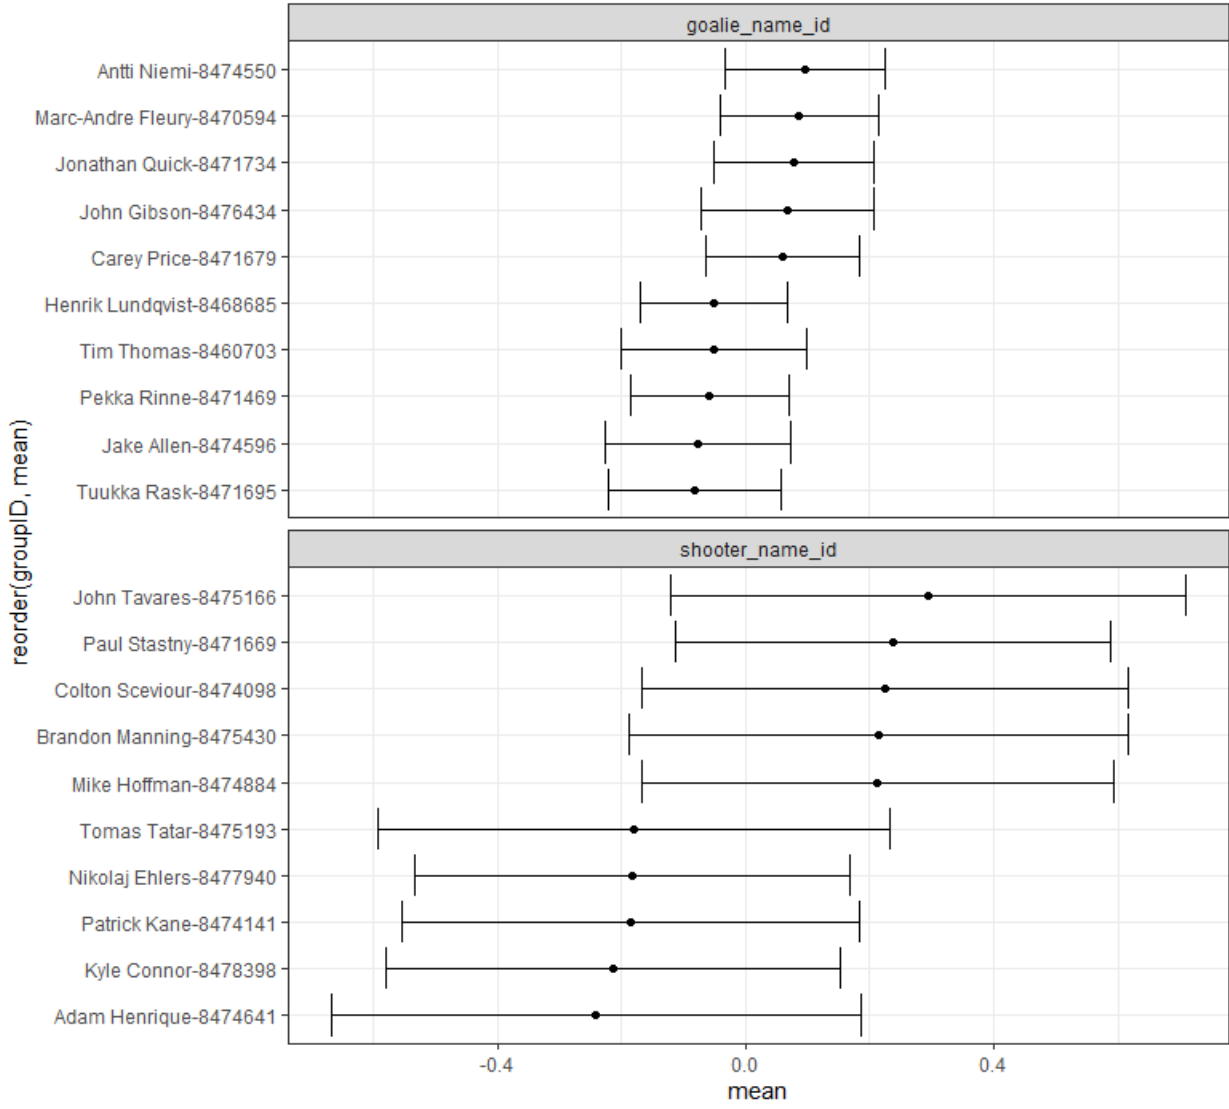 goalie_name_id
Antti Niemi-8474550
Marc-Andre Fleury-8470594
Jonathan Quick-8471734
John Gibson-8476434
Carey Price-8471679
Henrik Lundqvist-8468685
Tim Thomas-8460703
Pekka Rinne-8471469
Jake Allen-8474596
Tuukka Rask-8471695
reorder(groupID, mean)
shooter_name_id
John Tavares-8475166
Paul Stastny-8471669
Colton Sceviour-8474098
Brandon Manning-8475430
Mike Hoffman-8474884
Tomas Tatar-8475193
Nikolaj Ehlers-8477940
Patrick Kane-8474141
Kyle Connor-8478398
Adam Henrique-8474641
-0.4 0.0 0.4
mean